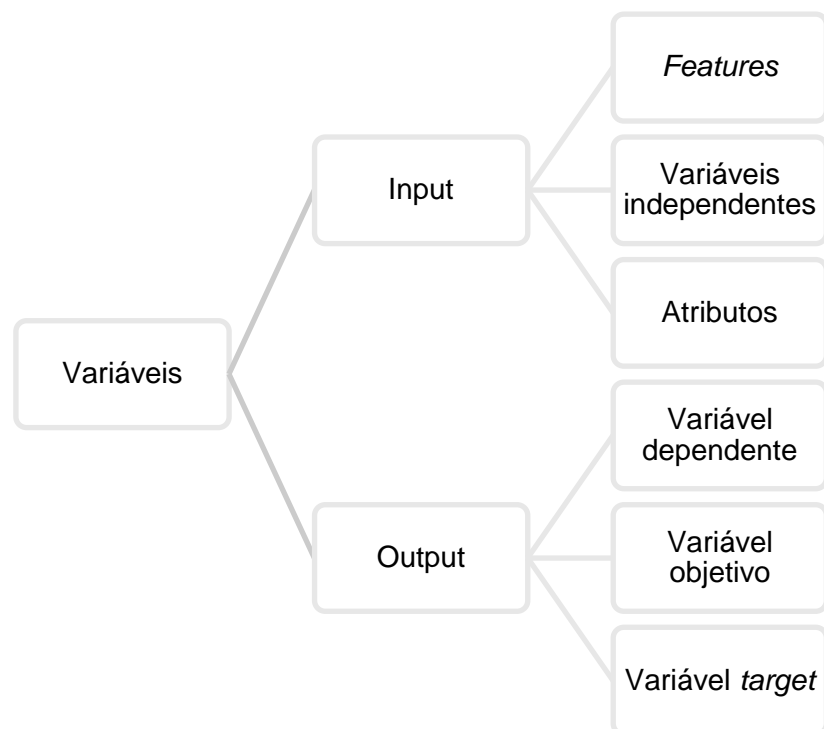 Variáveis
Input
Features
Variáveis
independentes
Atributos
Output
Variável
dependente
Variável
objetivo
Variável target